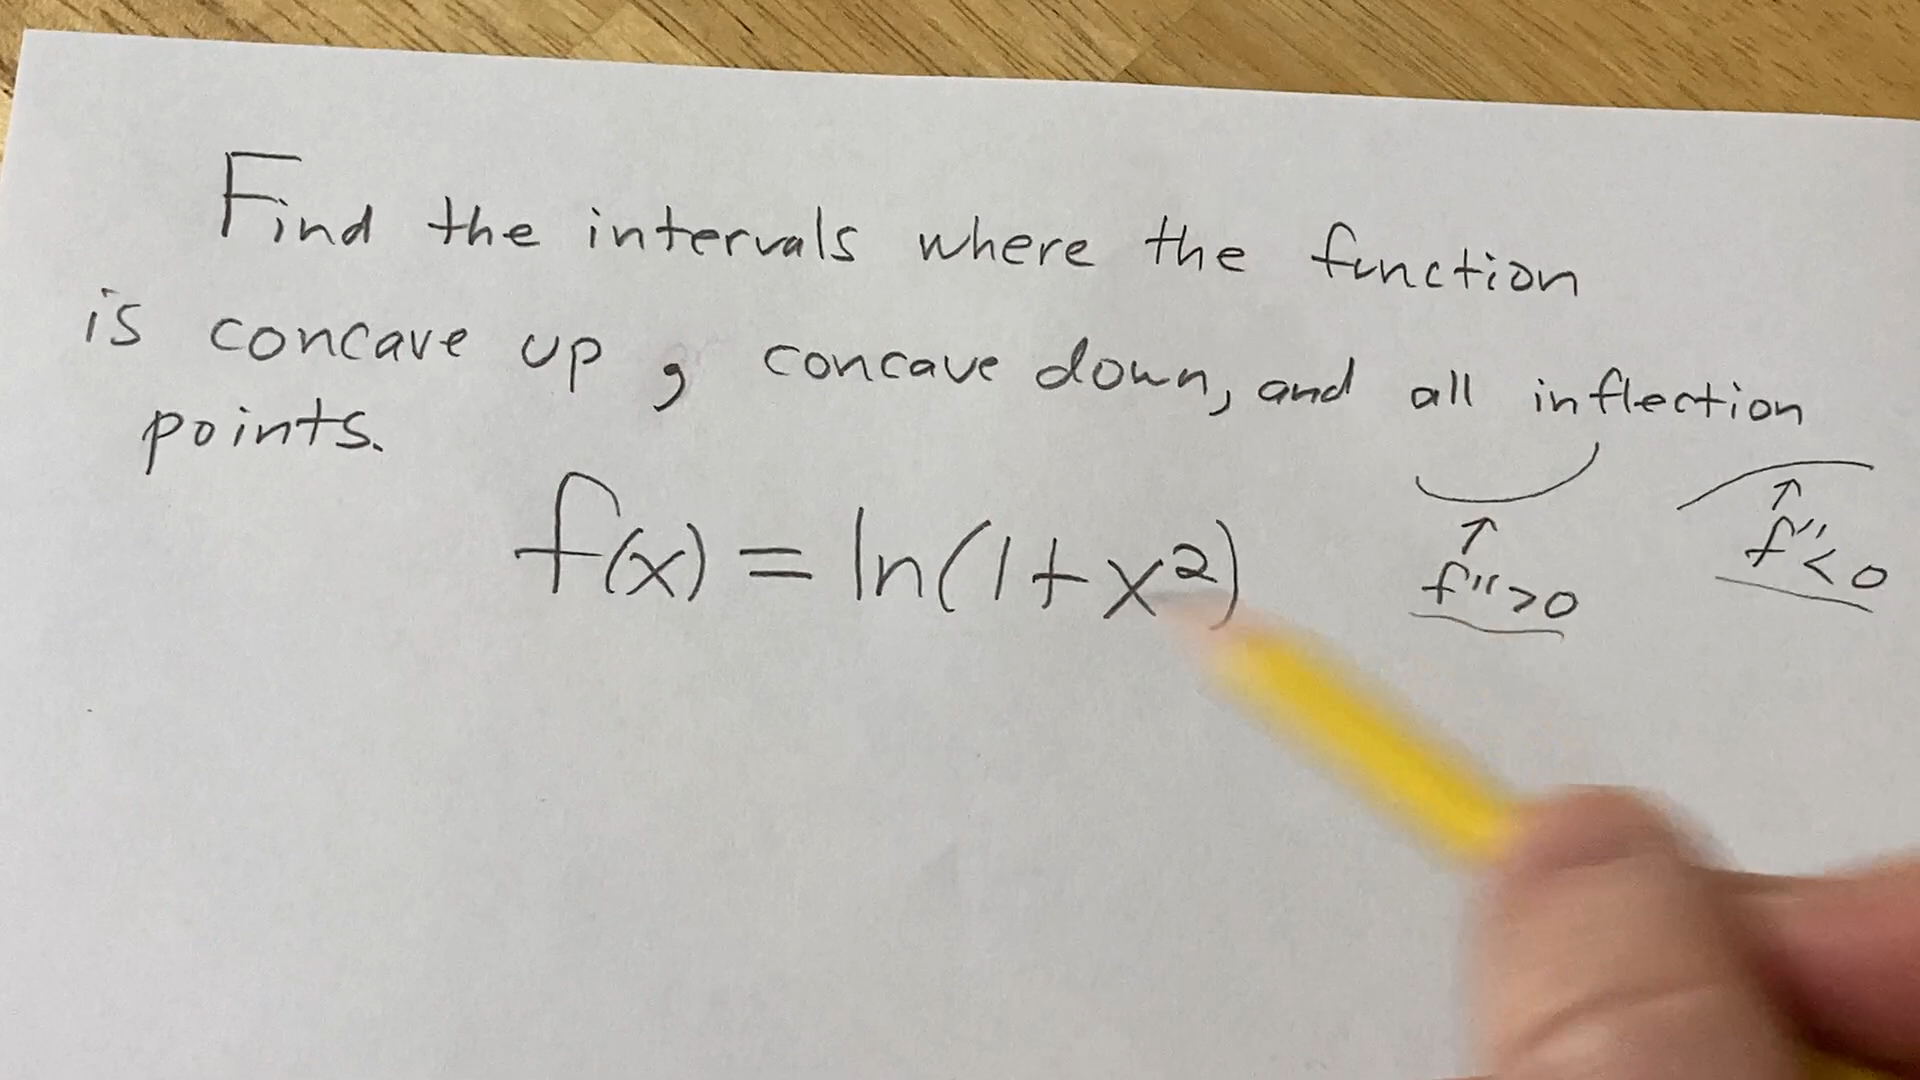 Find the intervals where the function
is concave up, concave down, and all inflection
points.
f(x) = ln(1+x²)
↑
f''>0
↑
f''<0